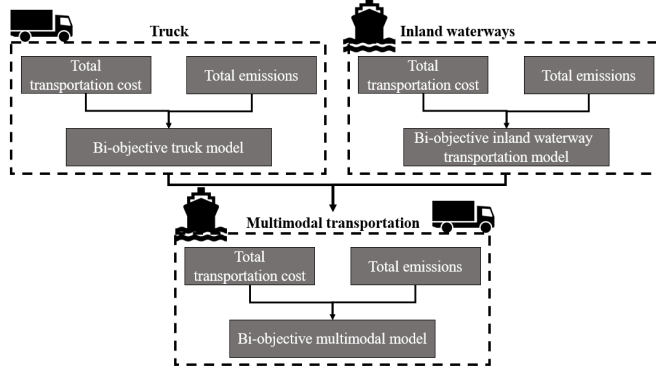 Truck
Total
transportation cost
Total emissions
Bi-objective truck model
Inland waterways
Total
transportation cost
Total emissions
Bi-objective inland waterway
transportation model
Multimodal transportation
Total
transportation cost
Total emissions
Bi-objective multimodal model